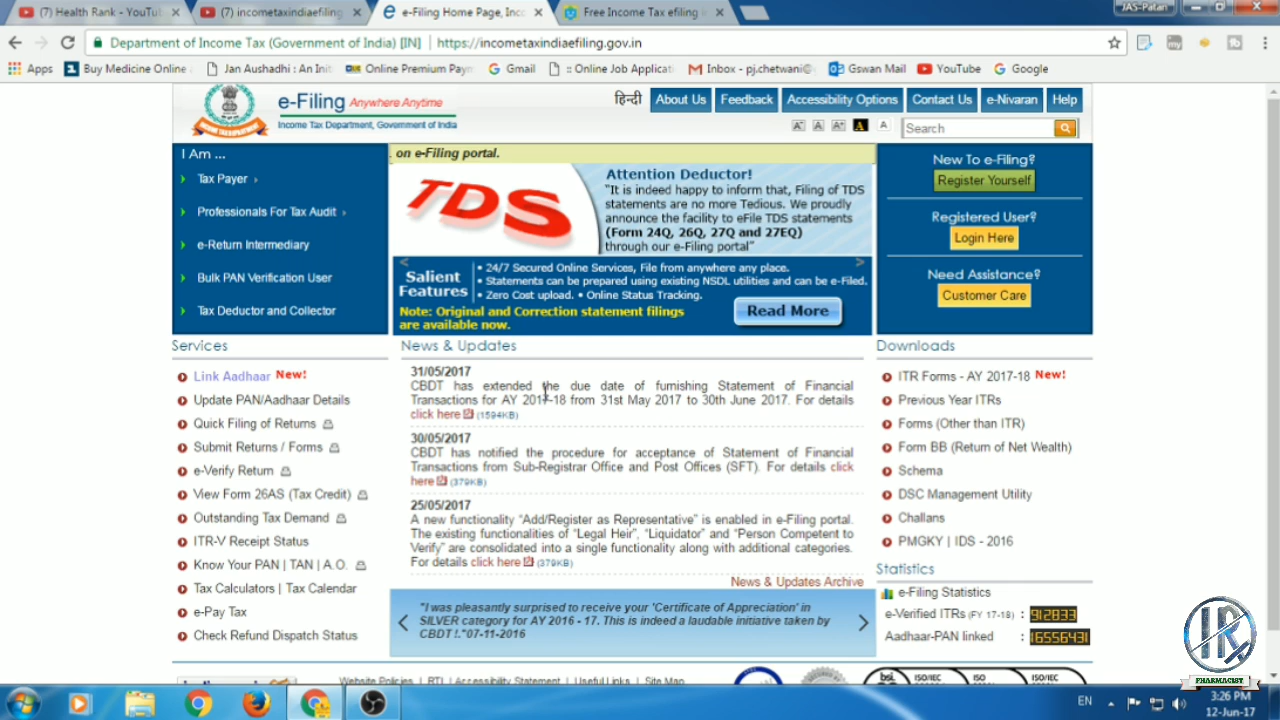 (7) Health Rank - YouTu
(7) incometaxindiaefiling
e-Filing Home Page, Inco
Free Income Tax efiling i
JAS-Patan
Department of Income Tax (Government of India) [IN]
https://incometaxindiaefiling.gov.in
Apps
Buy Medicine Online
Jan Aushadhi : An Init
Online Premium Payn
Gmail
:: Online Job Applicati
Inbox - pj.chetwani@
Gswan Mail
YouTube
Google
e-Filing Anywhere Anytime
Income Tax Department, Government of India
हिन्दी
About Us
Feedback
Accessibility Options
Contact Us
e-Nivaran
Help
A- A A+ A A
Search
I Am ...
Tax Payer
Professionals For Tax Audit
e-Return Intermediary
Bulk PAN Verification User
Tax Deductor and Collector
. on e-Filing portal.
TDS
Attention Deductor!
"It is indeed happy to inform that, Filing of TDS
statements are no more Tedious. We proudly
announce the facility to eFile TDS statements
(Form 24Q, 26Q, 27Q and 27EQ)
through our e-Filing portal"
Salient
Features
• 24/7 Secured Online Services, File from anywhere any place.
• Statements can be prepared using existing NSDL utilities and can be e-Filed.
• Zero Cost upload. • Online Status Tracking.
Note: Original and Correction statement filings
are available now.
Read More
New To e-Filing?
Register Yourself
Registered User?
Login Here
Need Assistance?
Customer Care
Services
Link Aadhaar New!
Update PAN/Aadhaar Details
Quick Filing of Returns
Submit Returns / Forms
e-Verify Return
View Form 26AS (Tax Credit)
Outstanding Tax Demand
ITR-V Receipt Status
Know Your PAN | TAN | A.O.
Tax Calculators | Tax Calendar
e-Pay Tax
Check Refund Dispatch Status
News & Updates
31/05/2017
CBDT has extended the due date of furnishing Statement of Financial
Transactions for AY 2017-18 from 31st May 2017 to 30th June 2017. For details
click here (1594KB)
30/05/2017
CBDT has notified the procedure for acceptance of Statement of Financial
Transactions from Sub-Registrar Office and Post Offices (SFT). For details click
here (379KB)
25/05/2017
A new functionality "Add/Register as Representative" is enabled in e-Filing portal.
The existing functionalities of "Legal Heir", "Liquidator" and "Person Competent to
Verify" are consolidated into a single functionality along with additional categories.
For details click here (379KB)
News & Updates Archive
"I was pleasantly surprised to receive your 'Certificate of Appreciation' in
SILVER category for AY 2016 - 17. This is indeed a laudable initiative taken by
CBDT !."07-11-2016
Downloads
ITR Forms - AY 2017-18 New!
Previous Year ITRs
Forms (Other than ITR)
Form BB (Return of Net Wealth)
Schema
DSC Management Utility
Challans
PMGKY | IDS - 2016
Statistics
e-Filing Statistics
e-Verified ITRs (FY 17-18) : 912833
Aadhaar-PAN linked : 16556431
Website Policies | RTI | Accessibility Statement | Useful Links | Site Map
bsi.
ISO/IEC
ISO
ISO/IEC
PHARMACIST
EN
3:26 PM
12-Jun-17